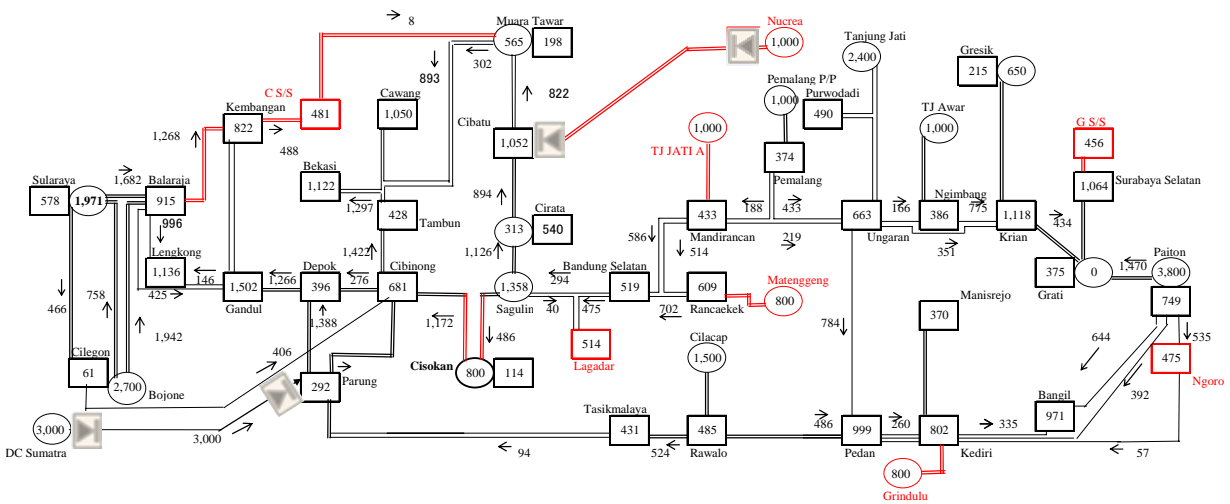 8
Muara Tawar
565
198
302
893
Nucrea
1,000
Tanjung Jati
2,400
Gresik
215
650
Pemalang P/P
1,000
Purwodadi
490
C S/S
481
Kembangan
822
488
1,268
Cawang
1,050
822
Cibatu
1,052
1,000
TJ JATI A
374
Pemalang
TJ Awar
1,000
G S/S
456
Surabaya Selatan
1,064
Bekasi
1,122
1,297
428
Tambun
894
Cirata
313
540
1,126
Sularaya
578
1,971
1,682
Balaraja
915
996
Lengkong
1,136
146
425
433
Mandirancan
188
433
219
663
Ungaran
166
Ngimbang
386
775
351
1,118
Krian
434
586
514
1,422
Cibinong
681
276
Depok
396
1,266
1,502
Gandul
1,388
1,172
1,358
Sagulin
486
294
40
475
Bandung Selatan
519
609
Rancaekek
702
Matenggeng
800
375
Grati
0
1,470
Paiton
3,800
749
466
758
1,942
Cilegon
61
2,700
Bojone
406
292
Parung
Cisokan
800
114
514
Lagadar
Cilacap
1,500
784
Manisrejo
370
644
535
475
Ngoro
392
Bangil
971
3,000
DC Sumatra
3,000
94
Tasikmalaya
431
524
485
Rawalo
486
999
Pedan
260
802
Kediri
335
57
800
Grindulu